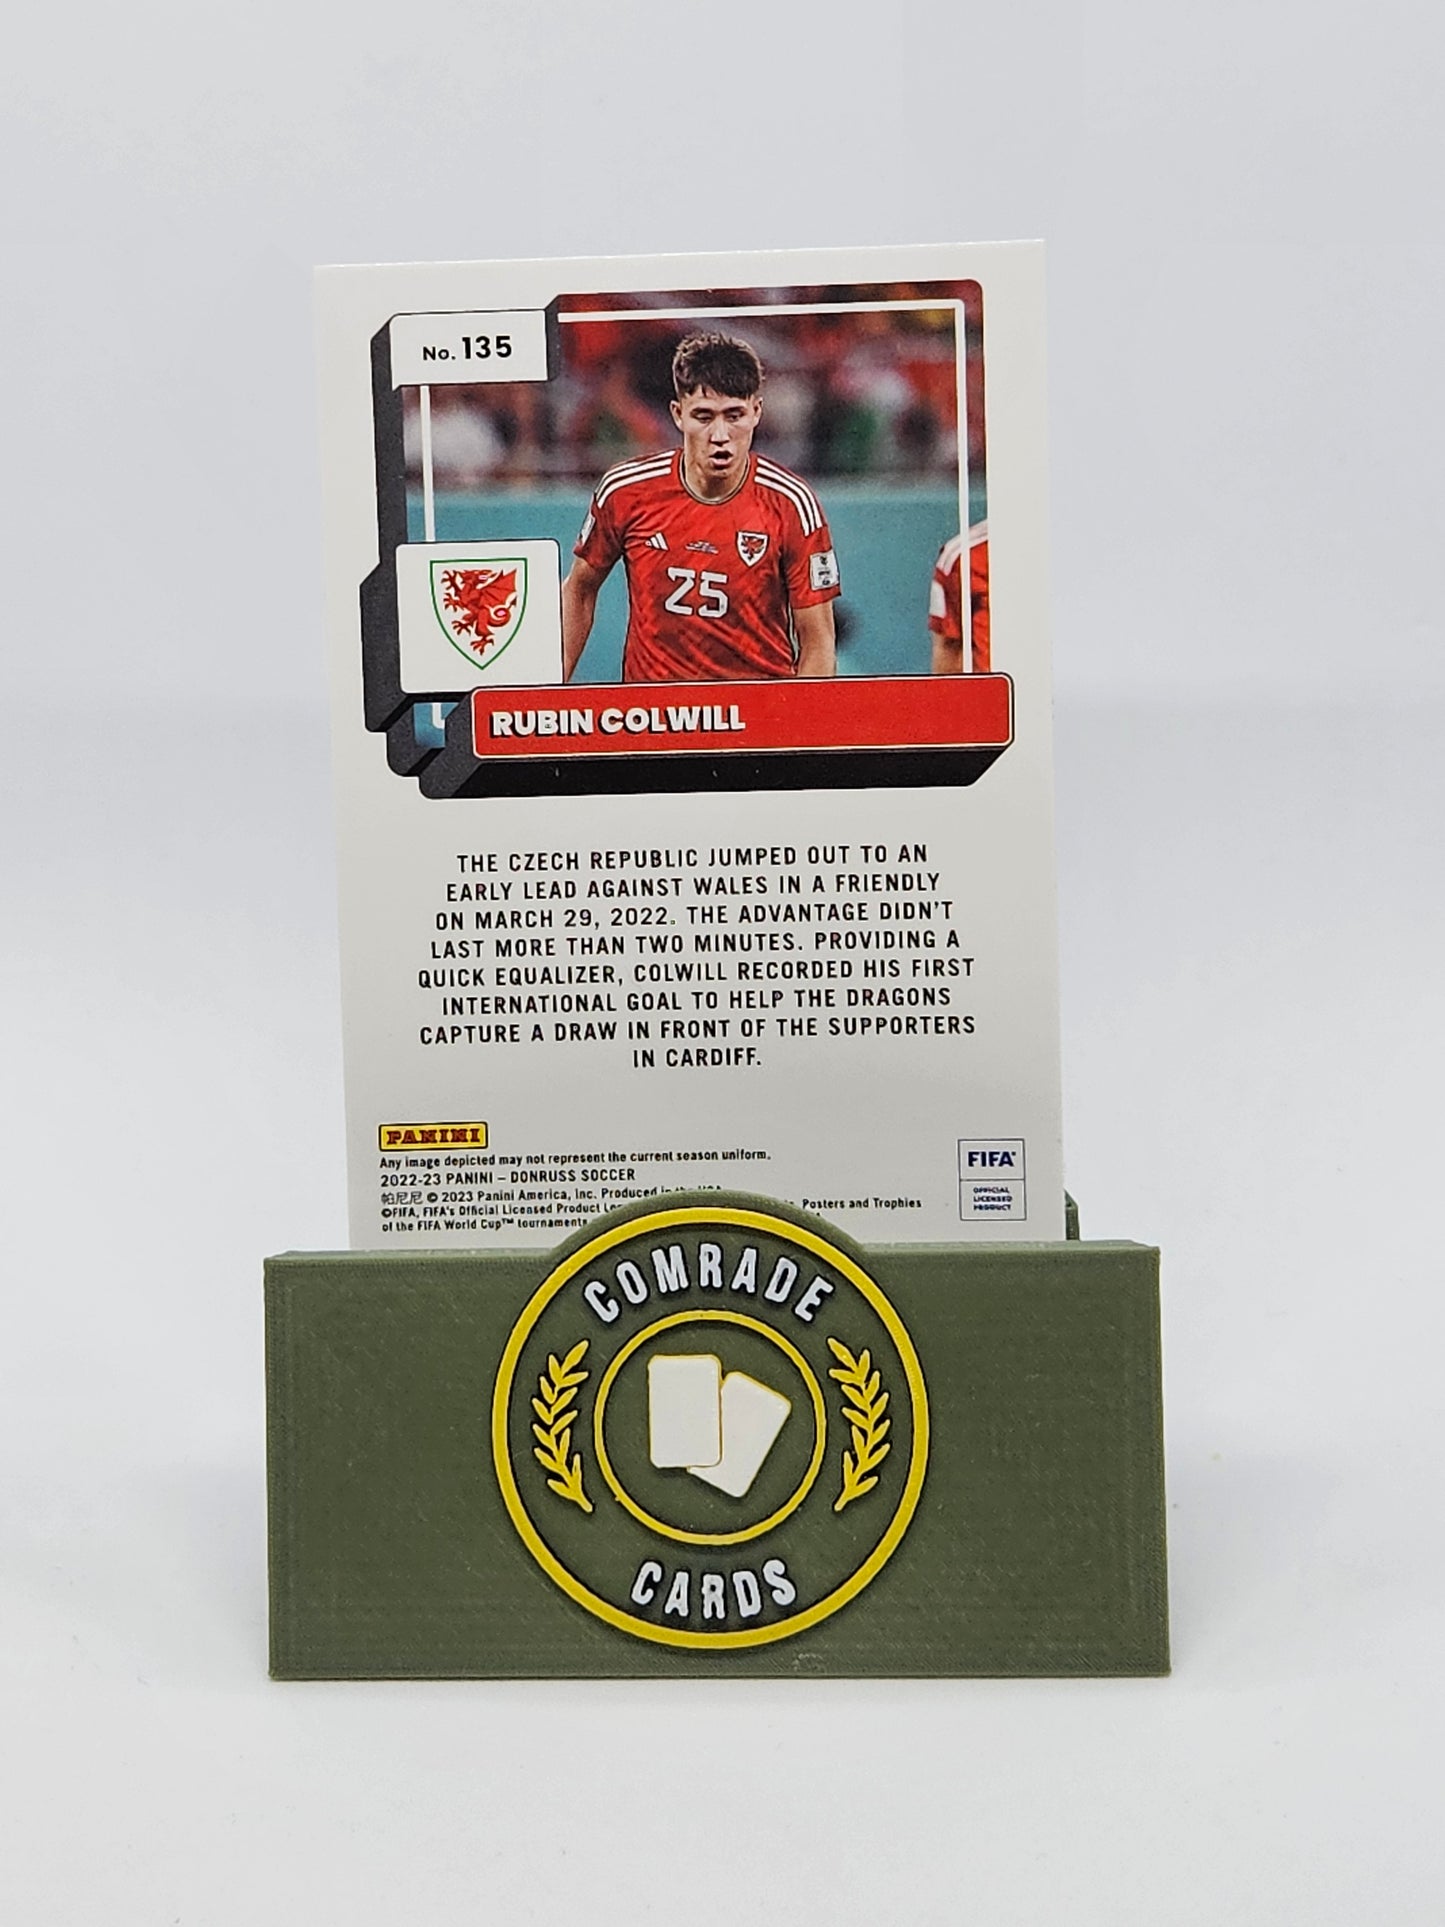 No. 135
25
RUBIN COLWILL
THE CZECH REPUBLIC JUMPED OUT TO AN
EARLY LEAD AGAINST WALES IN A FRIENDLY
ON MARCH 29, 2022. THE ADVANTAGE DIDN'T
LAST MORE THAN TWO MINUTES. PROVIDING A
QUICK EQUALIZER, COLWILL RECORDED HIS FIRST
INTERNATIONAL GOAL TO HELP THE DRAGONS
CAPTURE A DRAW IN FRONT OF THE SUPPORTERS
IN CARDIFF.
PANINI
Any image depicted may not represent the current season uniform.
2022-23 PANINI – DONRUSS SOCCER
帕尼尼 © 2023 Panini America, Inc. Produced in the USA
©FIFA, FIFA's Official Licensed Product Posters and Trophies
of the FIFA World Cup™ tournaments
FIFA
OFFICIAL
LICENSED
PRODUCT
COMRADE
CARDS